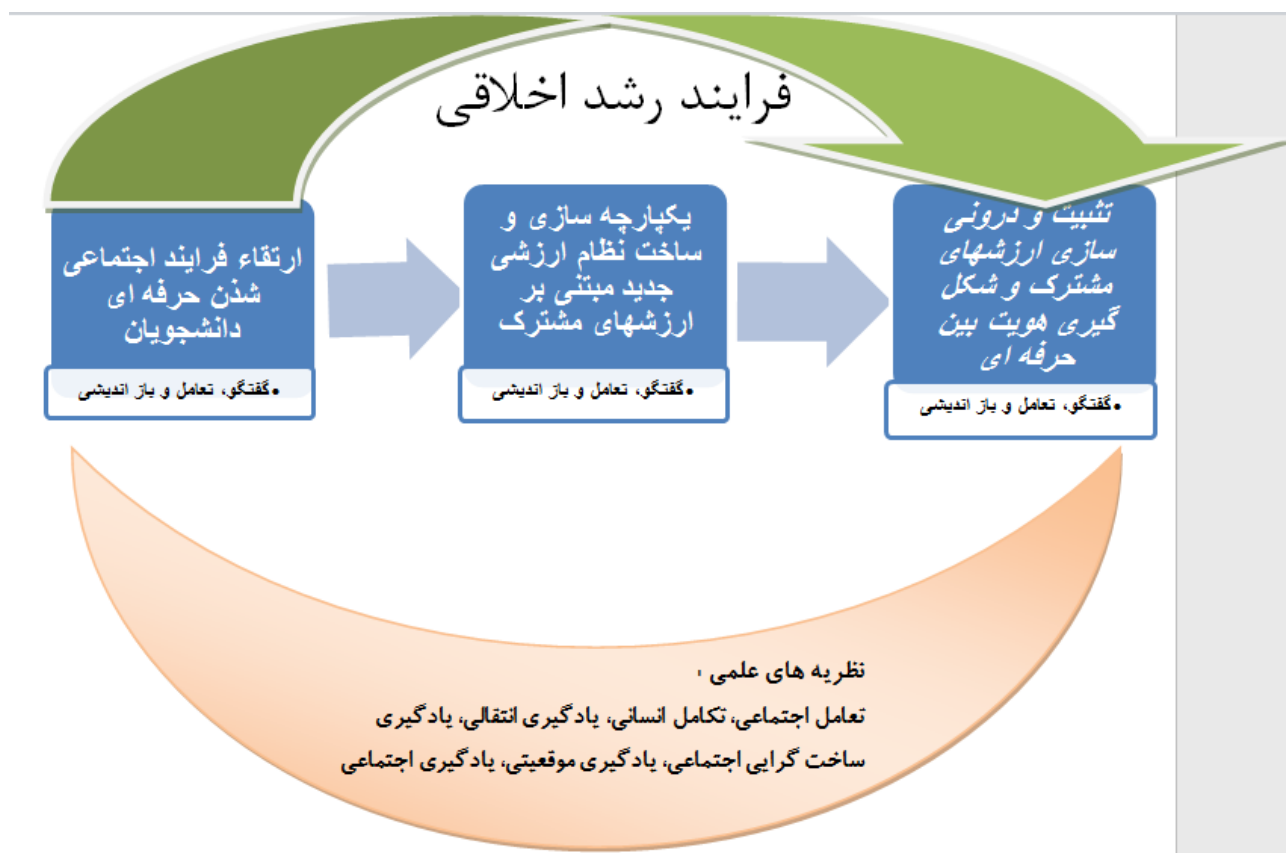 فرایند رشد اخلاقی
ارتقاء فرایند اجتماعی
شدن حرفه ای
دانشجویان
•گفتگو، تعامل و باز اندیشی
یکپارچه سازی و
ساخت نظام ارزشی
جدید مبتنی بر
ارزشهای مشترک
•گفتگو، تعامل و باز اندیشی
تثبیت و درونی
سازی ارزشهای
مشترک و شکل
گیری هویت بین
حرفه ای
•گفتگو، تعامل و باز اندیشی
نظریه های علمی :
تعامل اجتماعی، تکامل انسانی، یادگیری انتقالی، یادگیری
ساخت گرایی اجتماعی، یادگیری موقعیتی، یادگیری اجتماعی